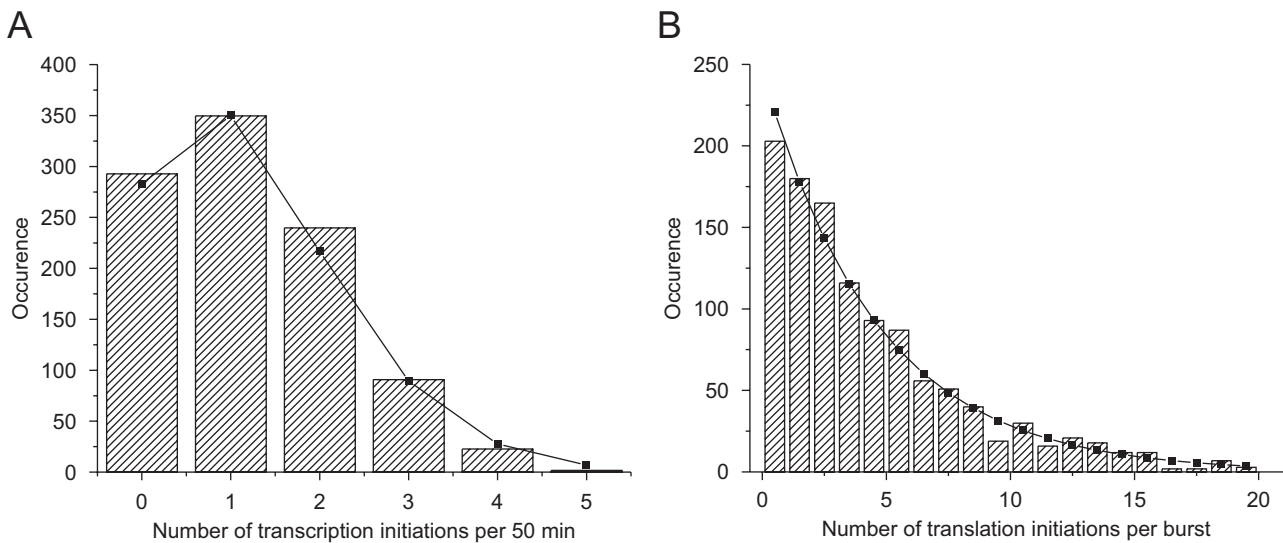 A
B
400
350
300
250
200
150
100
50
0
Occurence
0 1 2 3 4 5
Number of transcription initiations per 50 min
250
200
150
100
50
0
Occurence
0 5 10 15 20
Number of translation initiations per burst